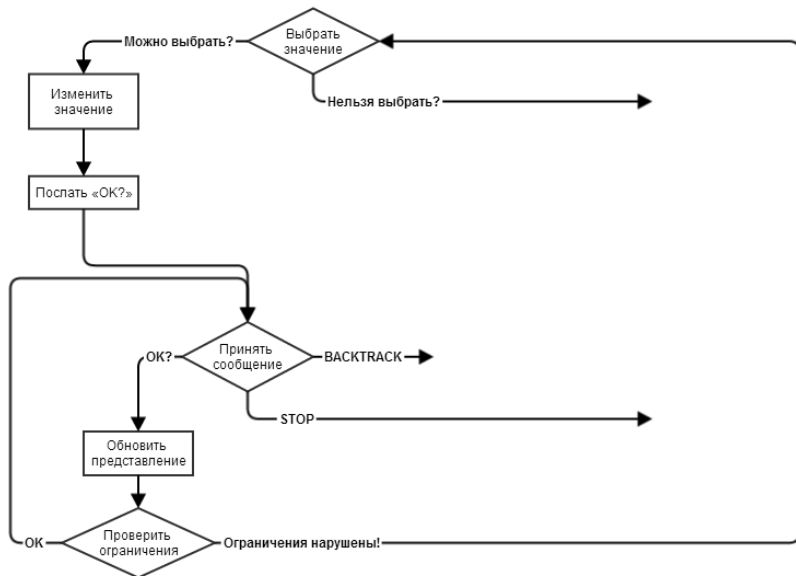 Выбрать
значение
Можно выбрать?
Изменить
значение
Нельзя выбрать?
Послать «OK?»
Принять
сообщение
OK?
BACKTRACK
STOP
Обновить
представление
Проверить
ограничения
OK
Ограничения нарушены!